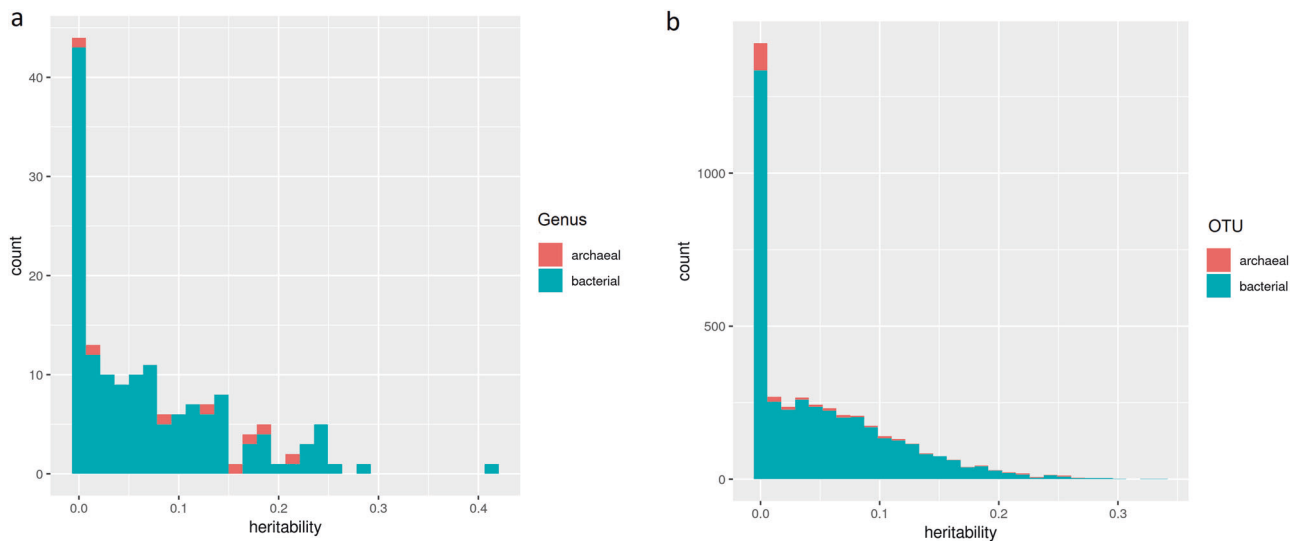 a
count
40
30
20
10
0
0.0 0.1 0.2 0.3 0.4
heritability
Genus
archaeal
bacterial
b
count
1000
500
0
0.0 0.1 0.2 0.3
heritability
OTU
archaeal
bacterial